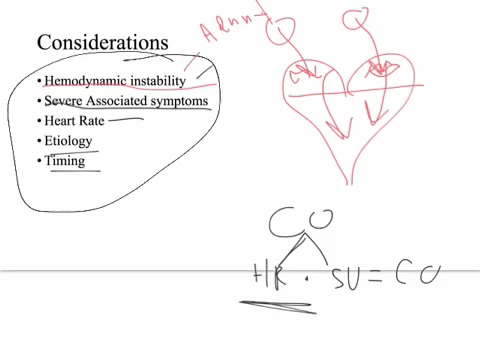 Considerations
• Hemodynamic instability
• Severe Associated symptoms
• Heart Rate
• Etiology
• Timing
CO
HR · SV = CO